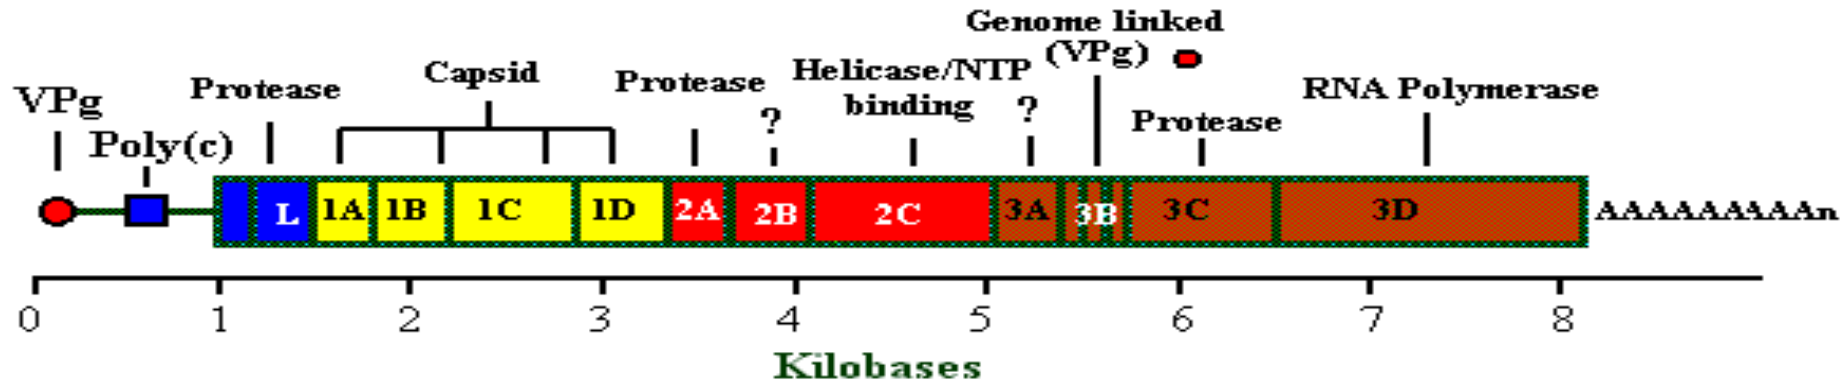 Genome linked
(VPg)
Helicase/NTP
binding
Capsid
Protease
Protease
VPg
Poly(c)
?
?
Protease
RNA Polymerase
L 1A 1B 1C 1D 2A 2B 2C 3A 3B 3C 3D AAAAAAAAAn
0 1 2 3 4 5 6 7 8
Kilobases